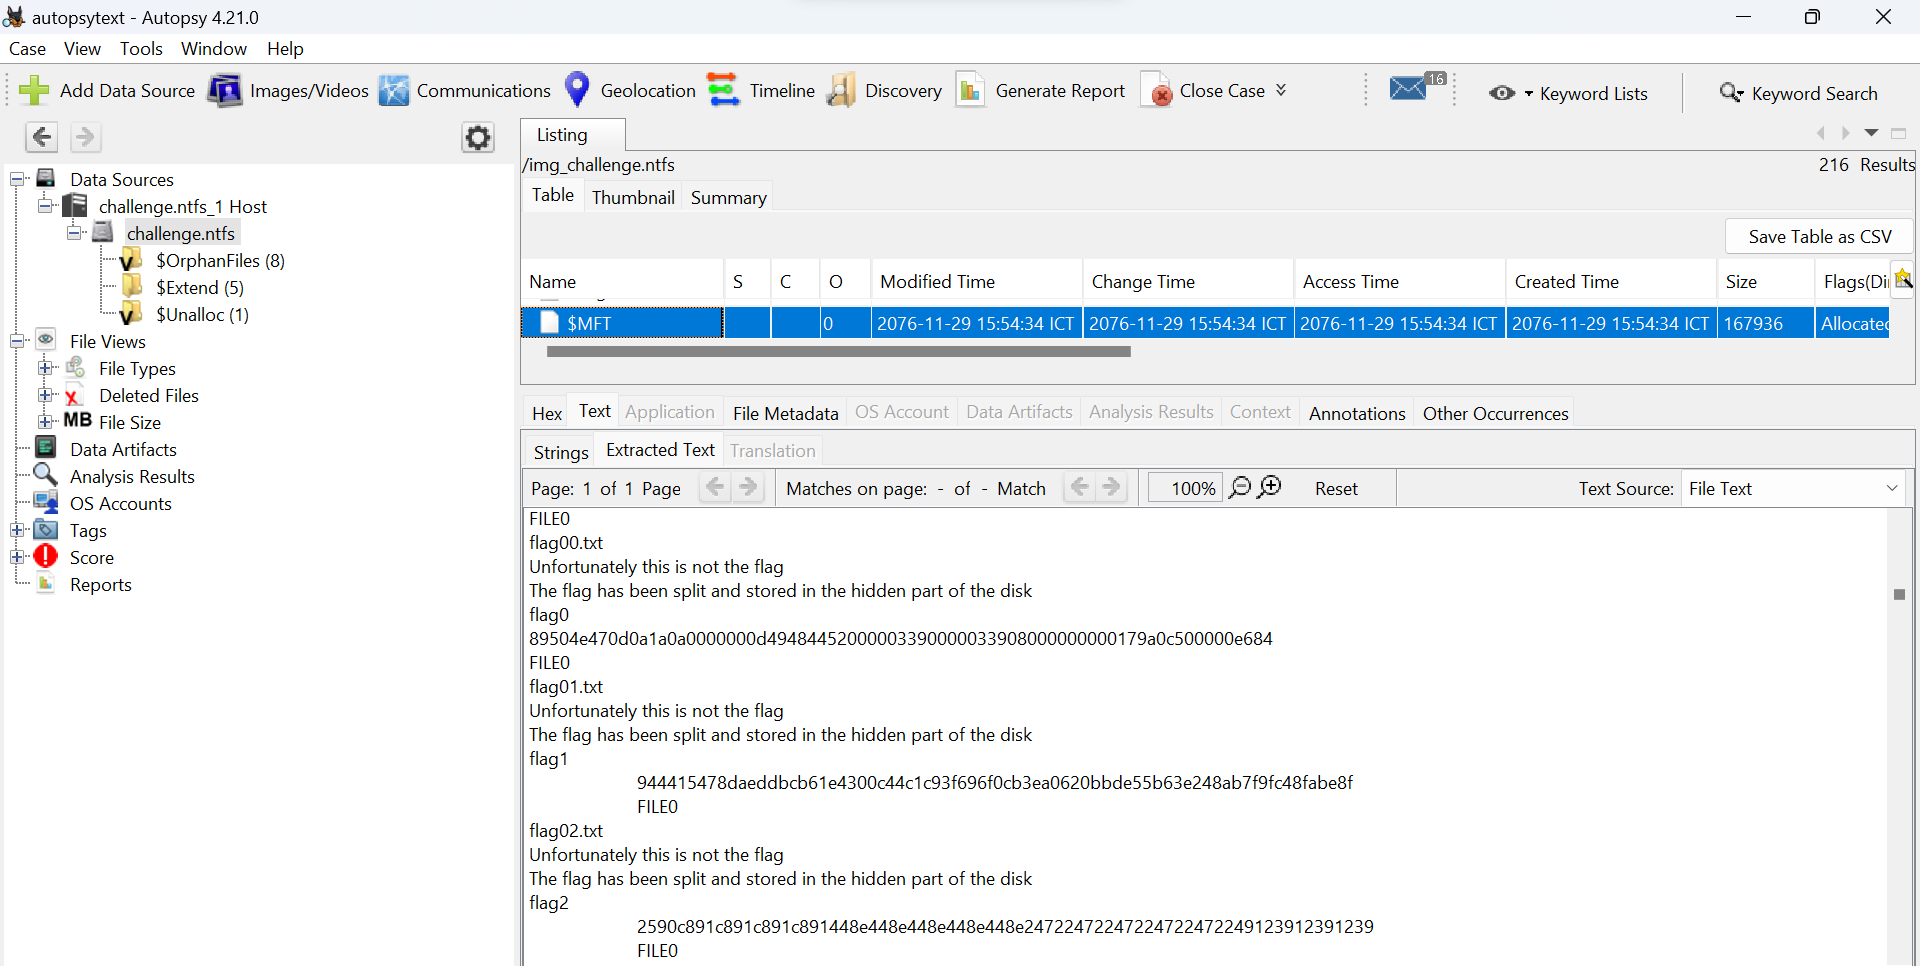 autopsytext - Autopsy 4.21.0
Case View Tools Window Help
Add Data Source Images/Videos Communications Geolocation Timeline Discovery Generate Report Close Case 16 Keyword Lists Keyword Search
Data Sources
challenge.ntfs_1 Host
challenge.ntfs
$OrphanFiles (8)
$Extend (5)
$Unalloc (1)
File Views
File Types
Deleted Files
MB File Size
Data Artifacts
Analysis Results
OS Accounts
Tags
Score
Reports
Listing
/img_challenge.ntfs 216 Results
Table Thumbnail Summary
Save Table as CSV
Name S C O Modified Time Change Time Access Time Created Time Size Flags(Di
$MFT 0 2076-11-29 15:54:34 ICT 2076-11-29 15:54:34 ICT 2076-11-29 15:54:34 ICT 2076-11-29 15:54:34 ICT 167936 Allocated
Hex Text Application File Metadata OS Account Data Artifacts Analysis Results Context Annotations Other Occurrences
Strings Extracted Text Translation
Page: 1 of 1 Page Matches on page: - of - Match 100% Reset Text Source: File Text
FILE0
flag00.txt
Unfortunately this is not the flag
The flag has been split and stored in the hidden part of the disk
flag0
89504e470d0a1a0a0000000d4948445200000339000003390800000000179a0c500000e684
FILE0
flag01.txt
Unfortunately this is not the flag
The flag has been split and stored in the hidden part of the disk
flag1
944415478daeddbcb61e4300c44c1c93f696f0cb3ea0620bbde55b63e248ab7f9fc48fabe8f
FILE0
flag02.txt
Unfortunately this is not the flag
The flag has been split and stored in the hidden part of the disk
flag2
2590c891c891c891c891448e448e448e448e247224722472247224722491239123912391239
FILE0